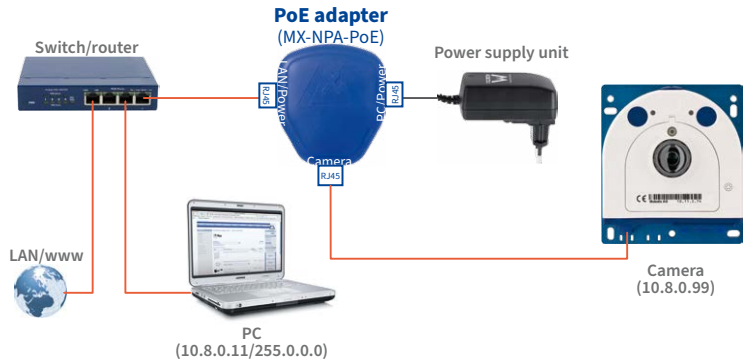 PoE adapter
(MX-NPA-PoE)
Switch/router
Power supply unit
LAN/Power
RJ45
PC/Power
RJ45
Camera
RJ45
LAN/www
PC
(10.8.0.11/255.0.0.0)
Camera
(10.8.0.99)